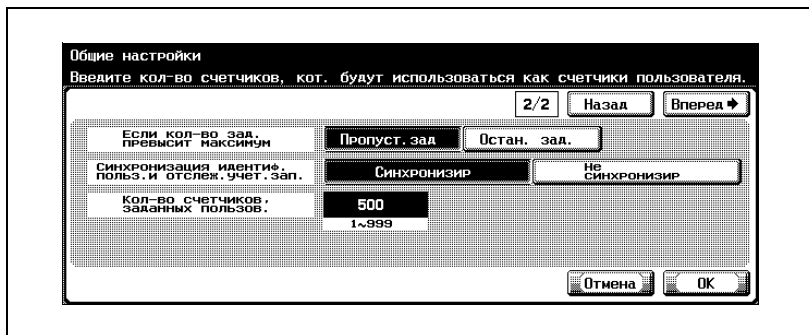 Общие настройки
Введите кол-во счетчиков, кот. будут использоваться как счетчики пользователя.
2/2 Назад Вперед
Если кол-во зад.
превысит максимум
Пропуст.зад Остан. зад.
Синхронизация идентиф.
польз.и отслеж.учет.зап.
Синхронизир
Не
синхронизир
Кол-во счетчиков,
заданных пользов.
500
1~999
Отмена OK